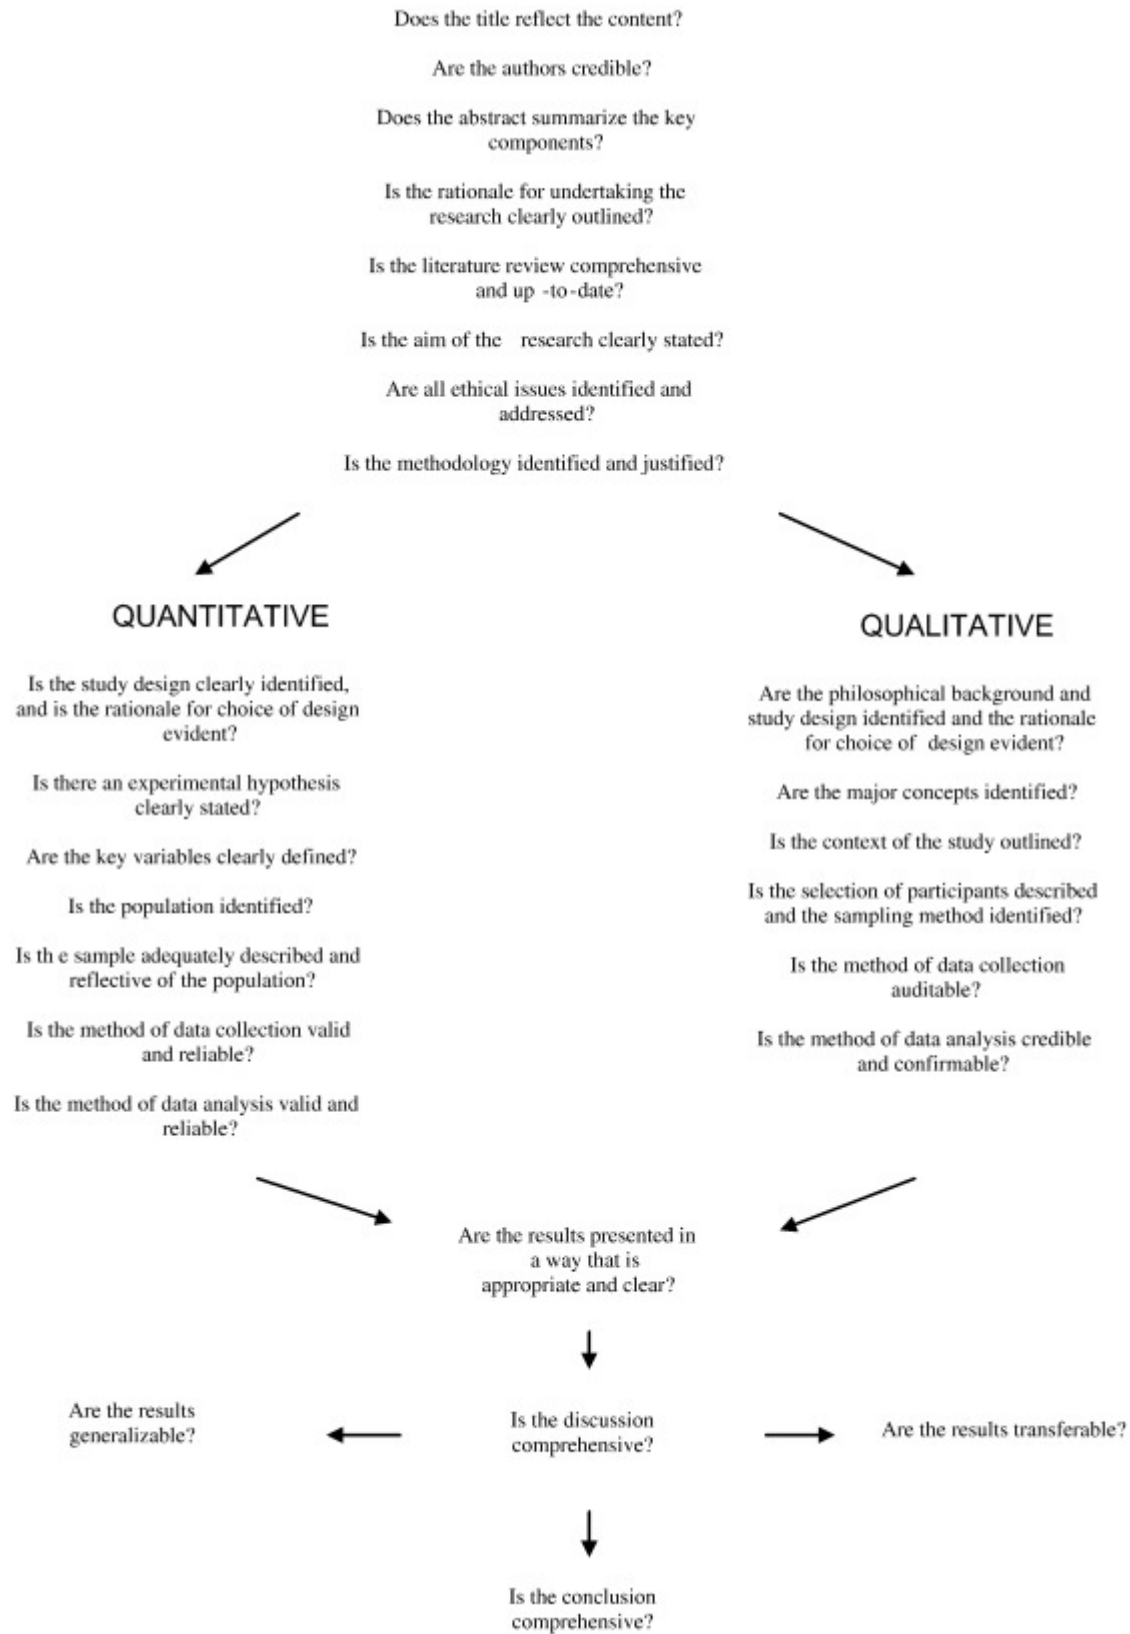 Does the title reflect the content?
Are the authors credible?
Does the abstract summarize the key
components?
Is the rationale for undertaking the
research clearly outlined?
Is the literature review comprehensive
and up -to-date?
Is the aim of the research clearly stated?
Are all ethical issues identified and
addressed?
Is the methodology identified and justified?
QUANTITATIVE
Is the study design clearly identified,
and is the rationale for choice of design
evident?
Is there an experimental hypothesis
clearly stated?
Are the key variables clearly defined?
Is the population identified?
Is th e sample adequately described and
reflective of the population?
Is the method of data collection valid
and reliable?
Is the method of data analysis valid and
reliable?
QUALITATIVE
Are the philosophical background and
study design identified and the rationale
for choice of design evident?
Are the major concepts identified?
Is the context of the study outlined?
Is the selection of participants described
and the sampling method identified?
Is the method of data collection
auditable?
Is the method of data analysis credible
and confirmable?
Are the results presented in
a way that is
appropriate and clear?
Are the results
generalizable?
Is the discussion
comprehensive?
Are the results transferable?
Is the conclusion
comprehensive?